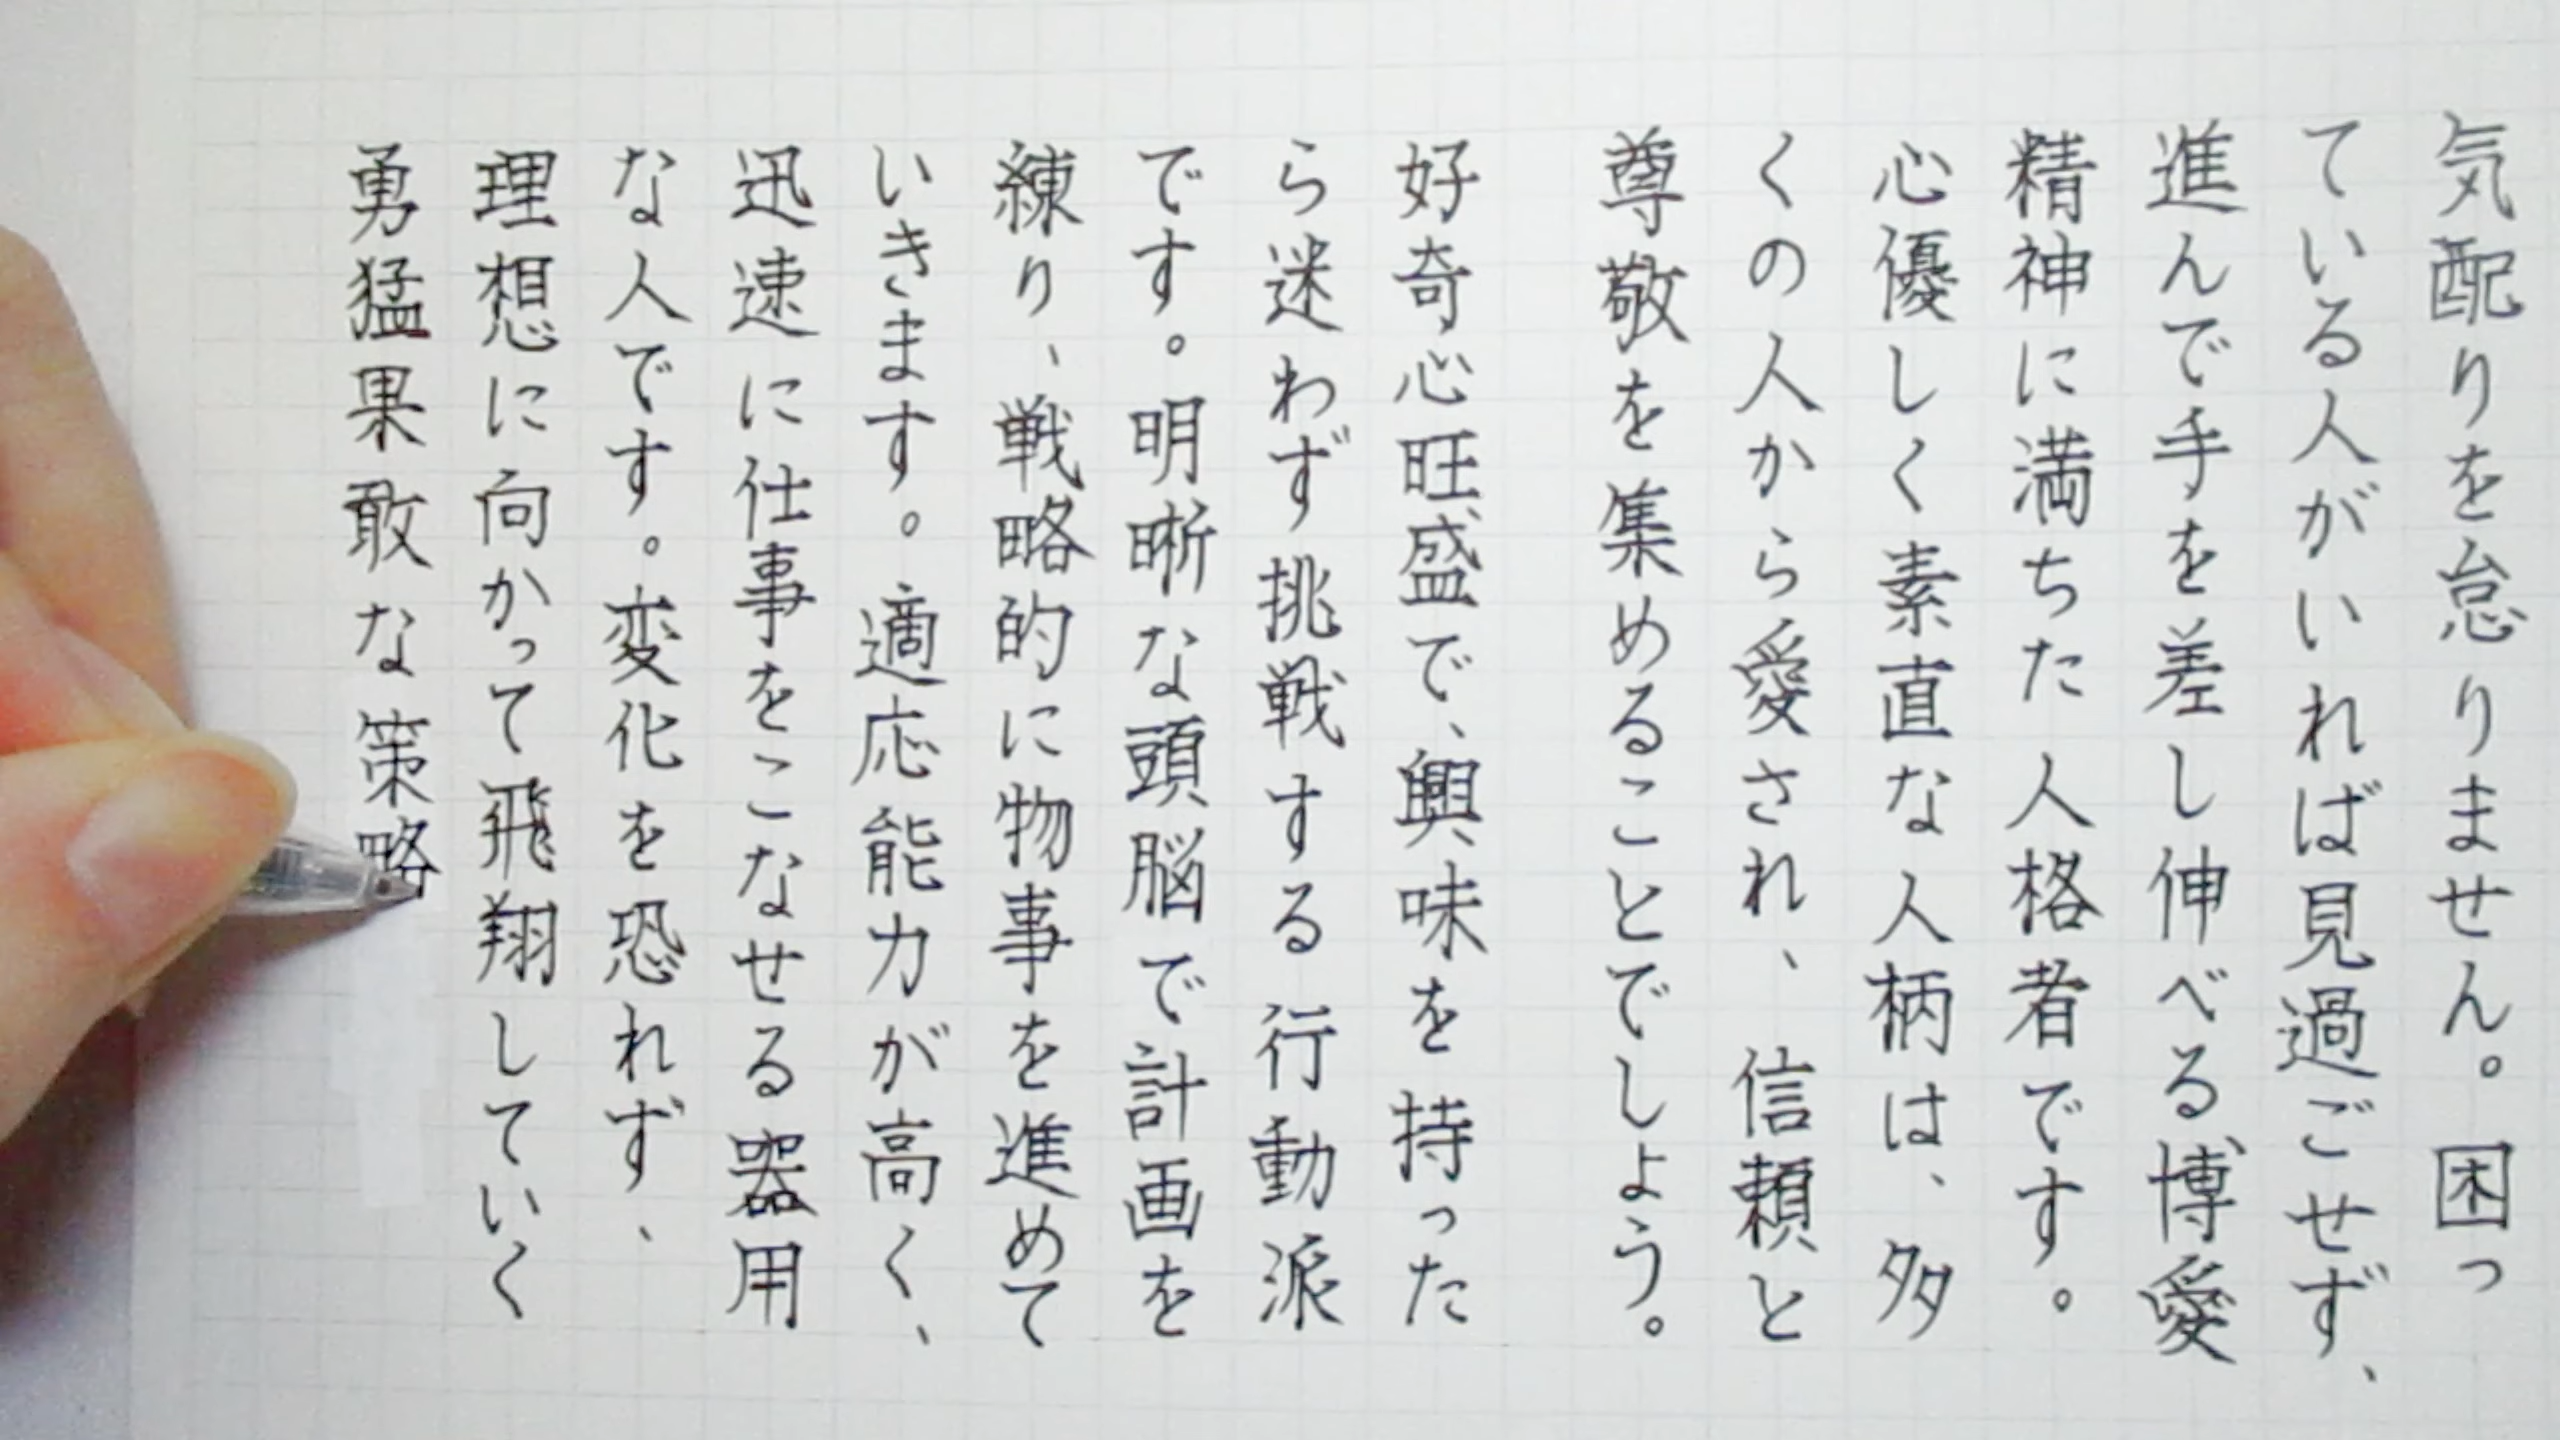 気配りを怠りません。困っ
ている人がいれば見過ごせず、
進んで手を差し伸べる博愛
精神に満ちた人格者です。
心優しく素直な人柄は、多
くの人から愛され、信頼と
尊敬を集めることでしょう。
好奇心旺盛で、興味を持った
ら迷わず挑戦する行動派
です。明晰な頭脳で計画を
練り、戦略的に物事を進めて
いきます。適応能力が高く、
迅速に仕事をこなせる器用
な人です。変化を恐れず、
理想に向かって飛翔していく
勇猛果敢な策略